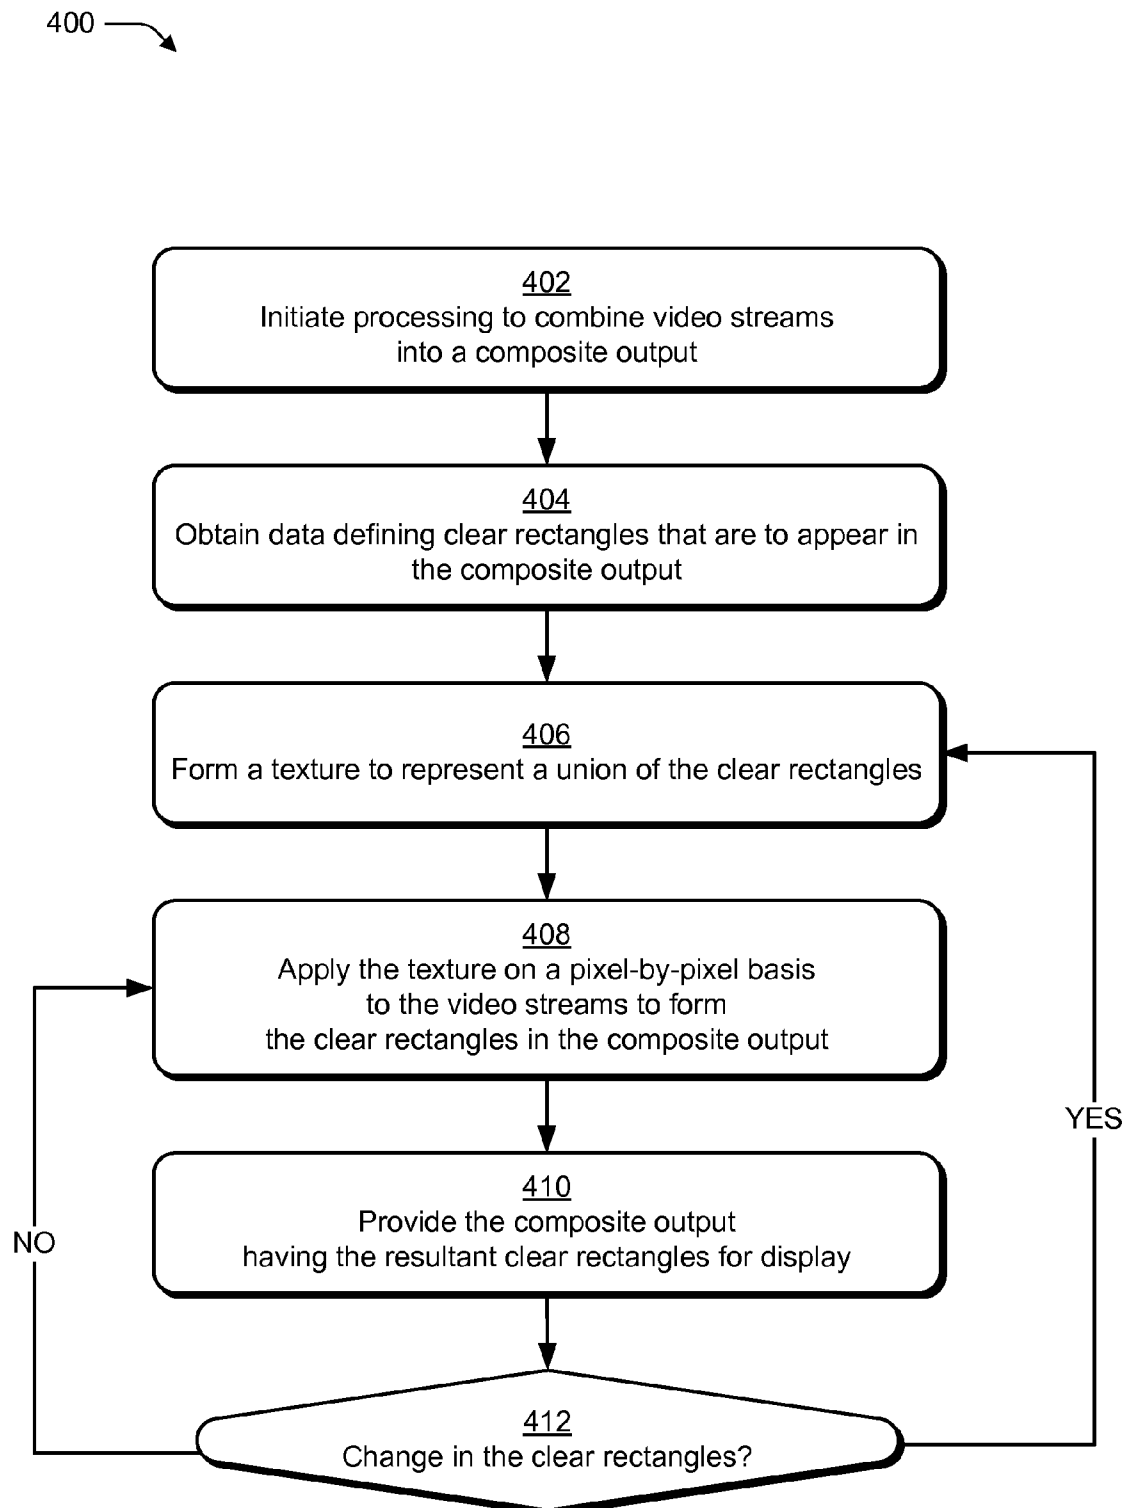 400
402
Initiate processing to combine video streams
into a composite output
404
Obtain data defining clear rectangles that are to appear in
the composite output
406
Form a texture to represent a union of the clear rectangles
408
Apply the texture on a pixel-by-pixel basis
to the video streams to form
the clear rectangles in the composite output
YES
410
Provide the composite output
having the resultant clear rectangles for display
NO
412
Change in the clear rectangles?